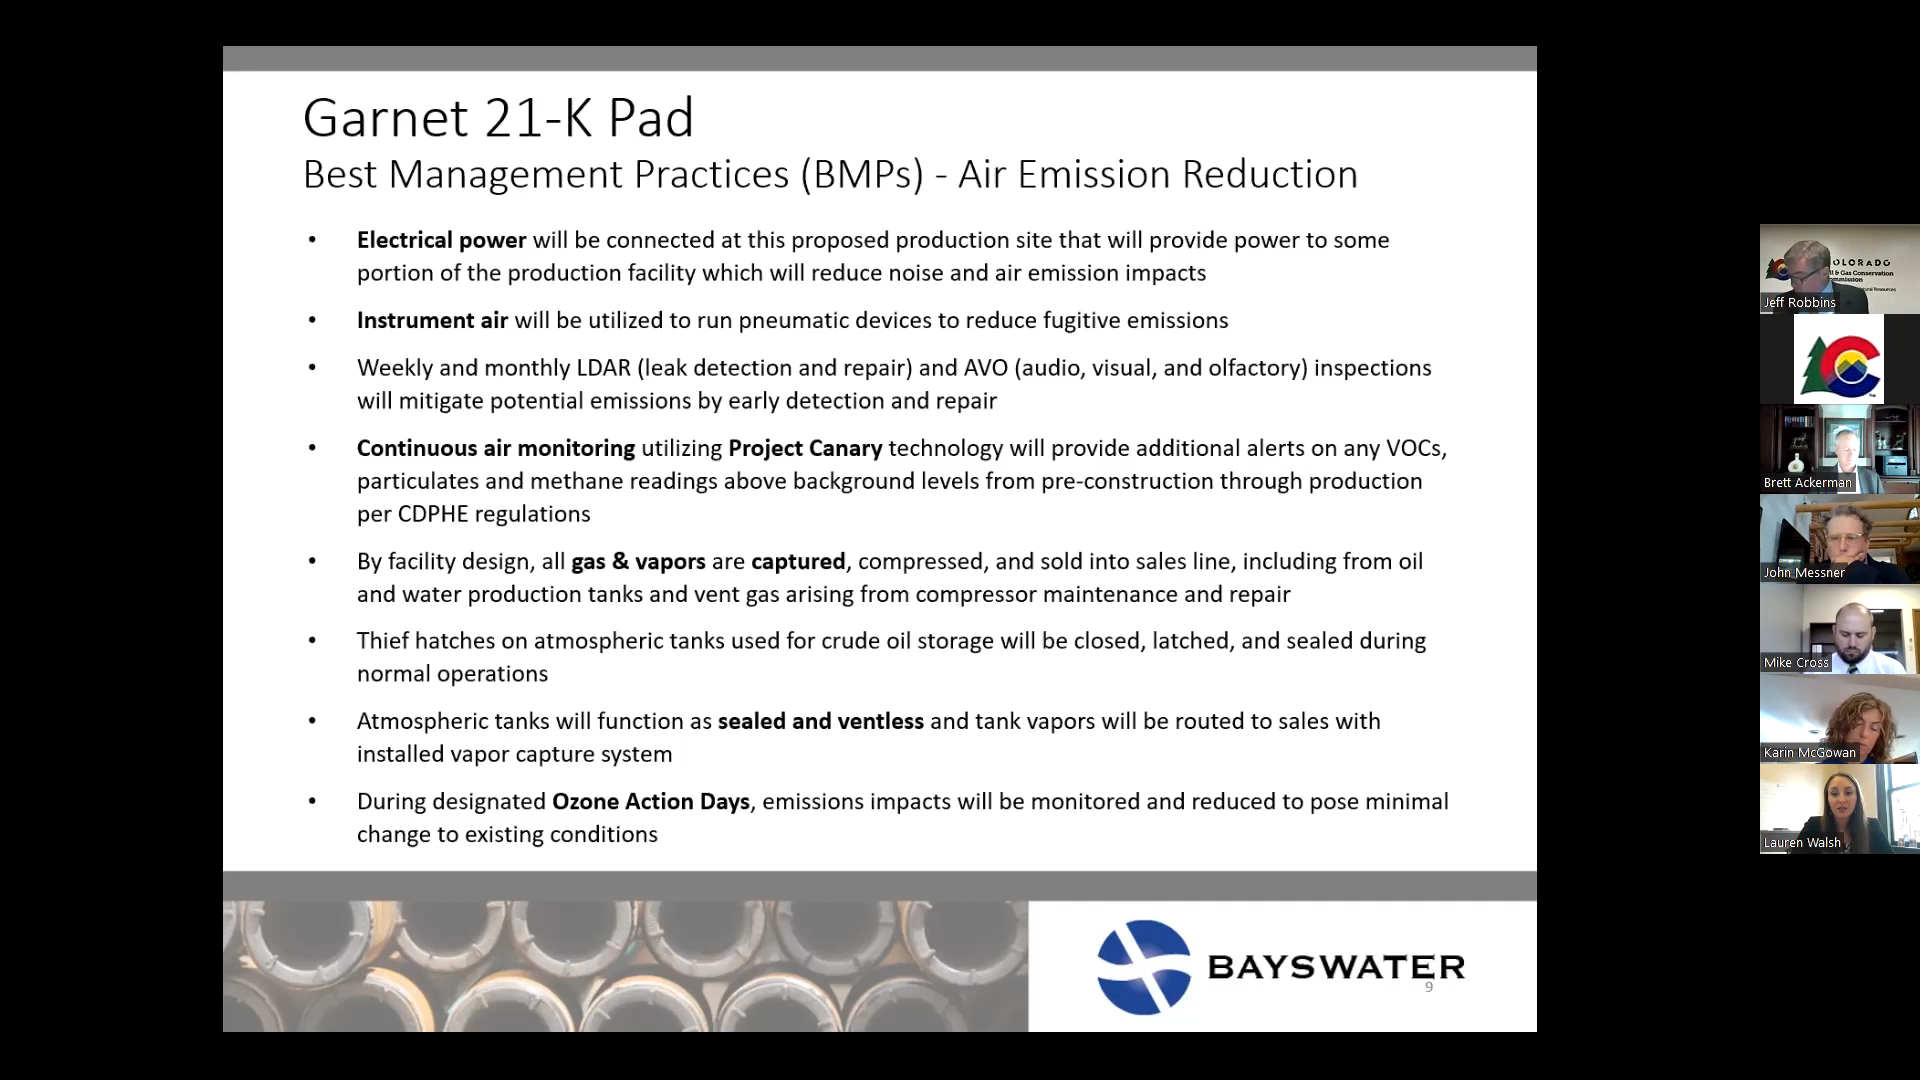 Garnet 21-K Pad
Best Management Practices (BMPs) - Air Emission Reduction
• Electrical power will be connected at this proposed production site that will provide power to some
portion of the production facility which will reduce noise and air emission impacts
• Instrument air will be utilized to run pneumatic devices to reduce fugitive emissions
• Weekly and monthly LDAR (leak detection and repair) and AVO (audio, visual, and olfactory) inspections
will mitigate potential emissions by early detection and repair
• Continuous air monitoring utilizing Project Canary technology will provide additional alerts on any VOCs,
particulates and methane readings above background levels from pre-construction through production
per CDPHE regulations
• By facility design, all gas & vapors are captured, compressed, and sold into sales line, including from oil
and water production tanks and vent gas arising from compressor maintenance and repair
• Thief hatches on atmospheric tanks used for crude oil storage will be closed, latched, and sealed during
normal operations
• Atmospheric tanks will function as sealed and ventless and tank vapors will be routed to sales with
installed vapor capture system
• During designated Ozone Action Days, emissions impacts will be monitored and reduced to pose minimal
change to existing conditions
BAYSWATER
9
OLORADO
& Gas Conservation
Resources
Jeff Robbins
Brett Ackerman
John Messner
Mike Cross
Karin McGowan
Lauren Walsh